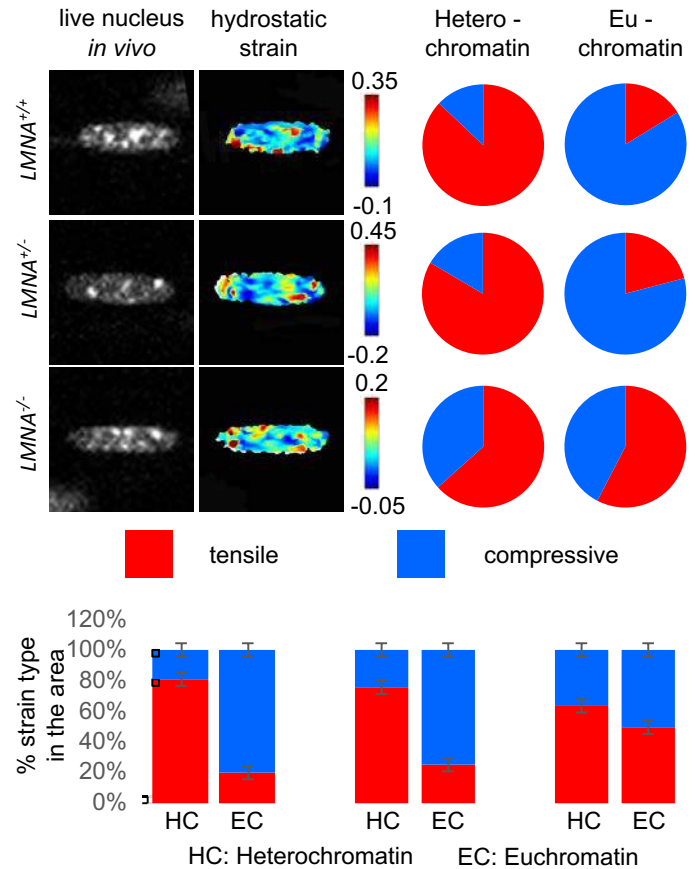 live nucleus
in vivo
hydrostatic
strain
Hetero -
chromatin
Eu -
chromatin
LMNA+/+
0.35
-0.1
LMNA+/-
0.45
-0.2
LMNA-/-
0.2
-0.05
tensile
compressive
% strain type
in the area
120%
100%
80%
60%
40%
20%
0%
HC EC HC EC HC EC
HC: Heterochromatin EC: Euchromatin